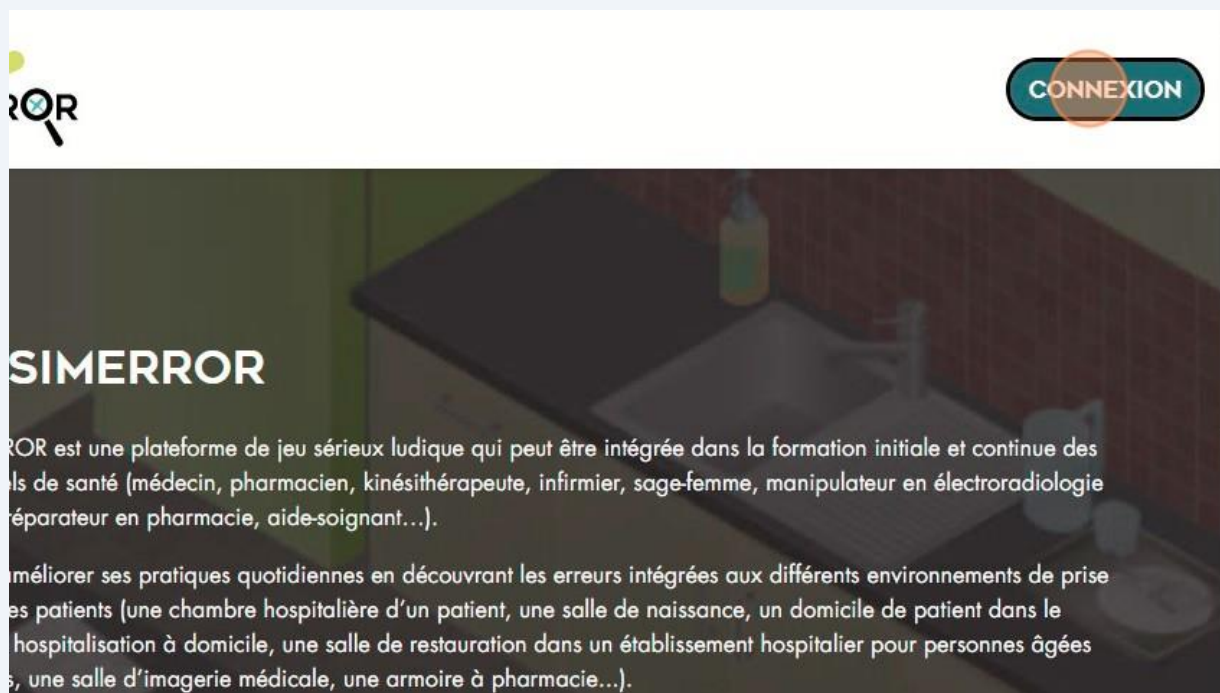 ROR
CONNEXION
SIMERROR
ROR est une plateforme de jeu sérieux ludique qui peut être intégrée dans la formation initiale et continue des
ls de santé (médecin, pharmacien, kinésithérapeute, infirmier, sage-femme, manipulateur en électroradiologie
réparateur en pharmacie, aide-soignant...).
améliorer ses pratiques quotidiennes en découvrant les erreurs intégrées aux différents environnements de prise
es patients (une chambre hospitalière d'un patient, une salle de naissance, un domicile de patient dans le
hospitalisation à domicile, une salle de restauration dans un établissement hospitalier pour personnes âgées
s, une salle d'imagerie médicale, une armoire à pharmacie...).